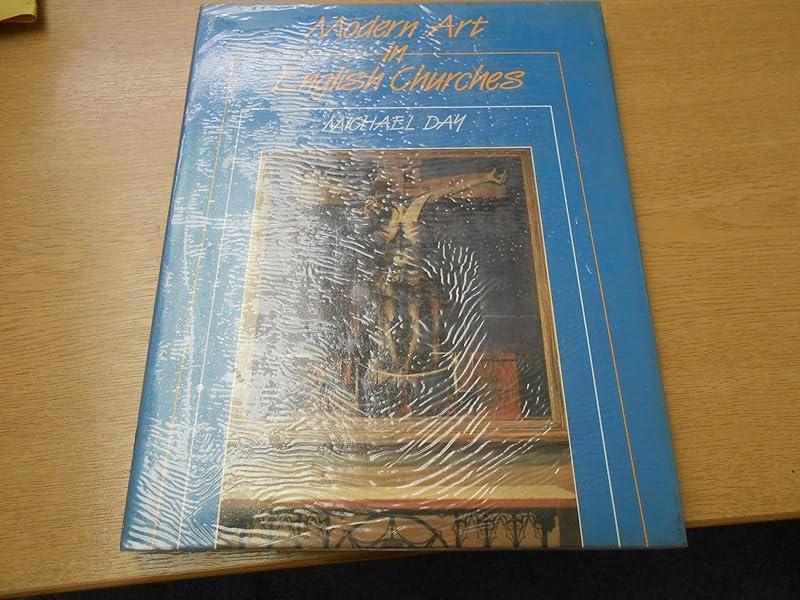 Modern Art
in
English Churches
MICHAEL DAY